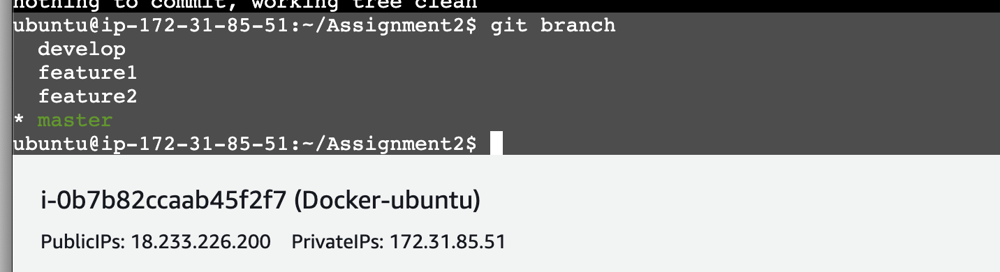 nothing to commit, working tree clean
ubuntu@ip-172-31-85-51:~/Assignment2$ git branch
  develop
  feature1
  feature2
* master
ubuntu@ip-172-31-85-51:~/Assignment2$
i-0b7b82ccaab45f2f7 (Docker-ubuntu)
PublicIPs: 18.233.226.200 PrivateIPs: 172.31.85.51